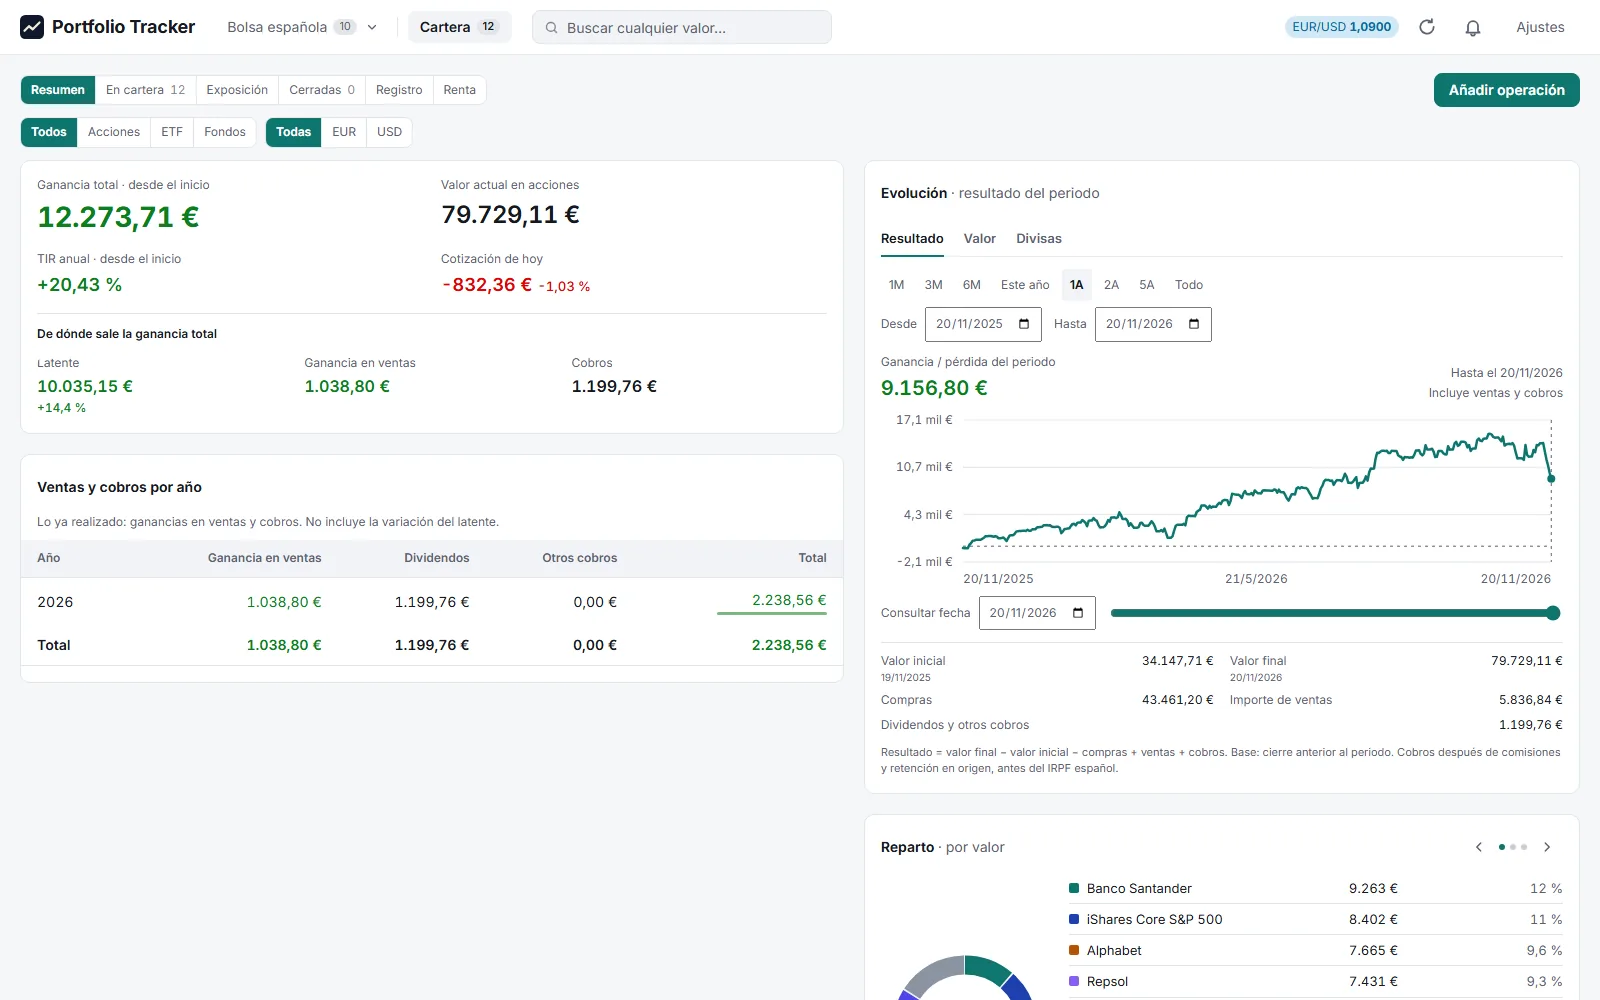 Portfolio Tracker
Bolsa española 10
Cartera 12
Buscar cualquier valor...
EUR/USD 1,0900
Ajustes
Resumen
En cartera 12
Exposición
Cerradas 0
Registro
Renta
Añadir operación
Todos
Acciones
ETF
Fondos
Todas
EUR
USD
Ganancia total · desde el inicio
12.273,71 €
Valor actual en acciones
79.729,11 €
TIR anual · desde el inicio
+20,43 %
Cotización de hoy
-832,36 € -1,03 %
De dónde sale la ganancia total
Latente
10.035,15 €
+14,4 %
Ganancia en ventas
1.038,80 €
Cobros
1.199,76 €
Ventas y cobros por año
Lo ya realizado: ganancias en ventas y cobros. No incluye la variación del latente.
Año Ganancia en ventas Dividendos Otros cobros Total
2026 1.038,80 € 1.199,76 € 0,00 € 2.238,56 €
Total 1.038,80 € 1.199,76 € 0,00 € 2.238,56 €
Evolución · resultado del periodo
Resultado Valor Divisas
1M 3M 6M Este año 1A 2A 5A Todo
Desde 20/11/2025 Hasta 20/11/2026
Ganancia / pérdida del periodo
9.156,80 €
Hasta el 20/11/2026
Incluye ventas y cobros
17,1 mil €
10,7 mil €
4,3 mil €
-2,1 mil €
20/11/2025 21/5/2026 20/11/2026
Consultar fecha 20/11/2026
Valor inicial 34.147,71 €
19/11/2025
Valor final 79.729,11 €
20/11/2026
Compras 43.461,20 €
Importe de ventas 5.836,84 €
Dividendos y otros cobros 1.199,76 €
Resultado = valor final − valor inicial − compras + ventas + cobros. Base: cierre anterior al periodo. Cobros después de comisiones
y retención en origen, antes del IRPF español.
Reparto · por valor
Banco Santander 9.263 € 12 %
iShares Core S&P 500 8.402 € 11 %
Alphabet 7.665 € 9,6 %
Repsol 7.431 € 9,3 %